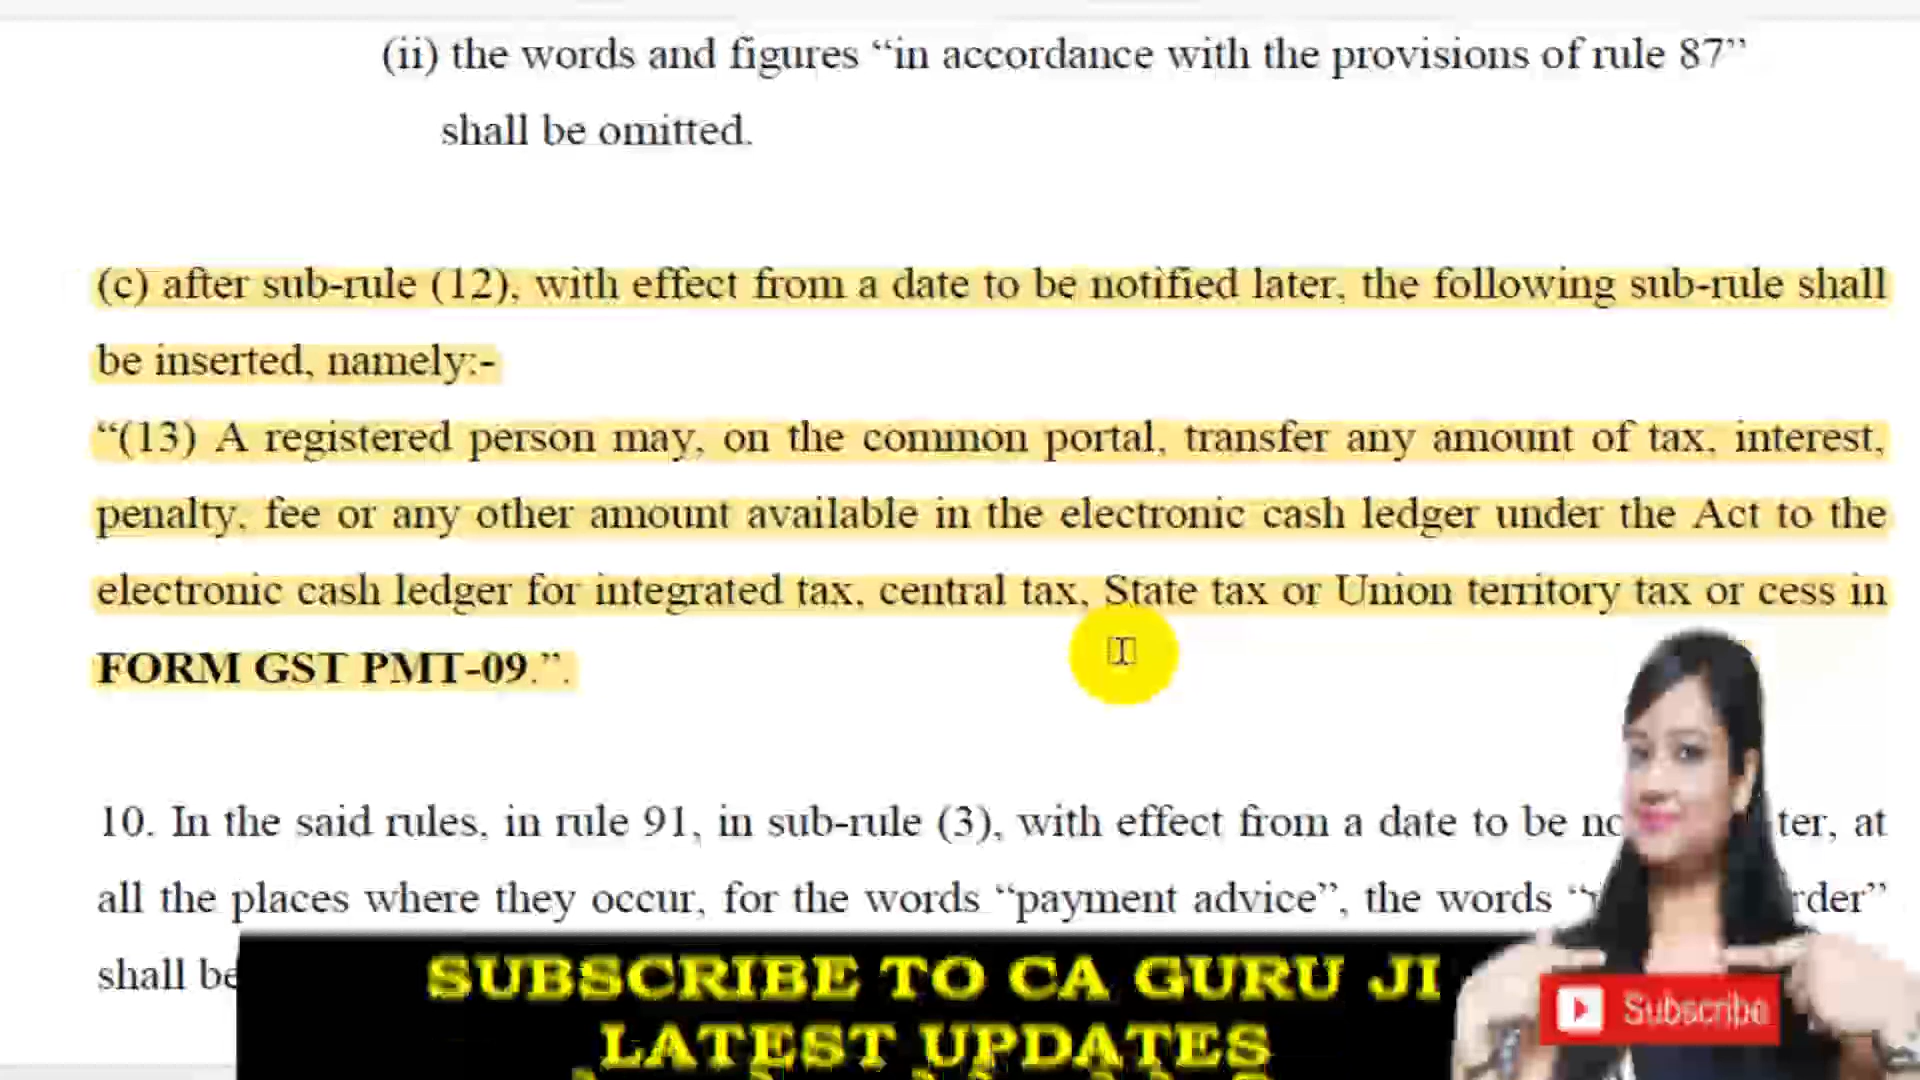 (ii) the words and figures “in accordance with the provisions of rule 87”
shall be omitted.
(c) after sub-rule (12), with effect from a date to be notified later, the following sub-rule shall
be inserted, namely:-
“(13) A registered person may, on the common portal, transfer any amount of tax, interest,
penalty, fee or any other amount available in the electronic cash ledger under the Act to the
electronic cash ledger for integrated tax, central tax, State tax or Union territory tax or cess in
FORM GST PMT-09.”.
10. In the said rules, in rule 91, in sub-rule (3), with effect from a date to be ter, at
all the places where they occur, for the words “payment advice”, the words rder”
shall be
SUBSCRIBE TO CA GURU JI
LATEST UPDATES
Subscribe